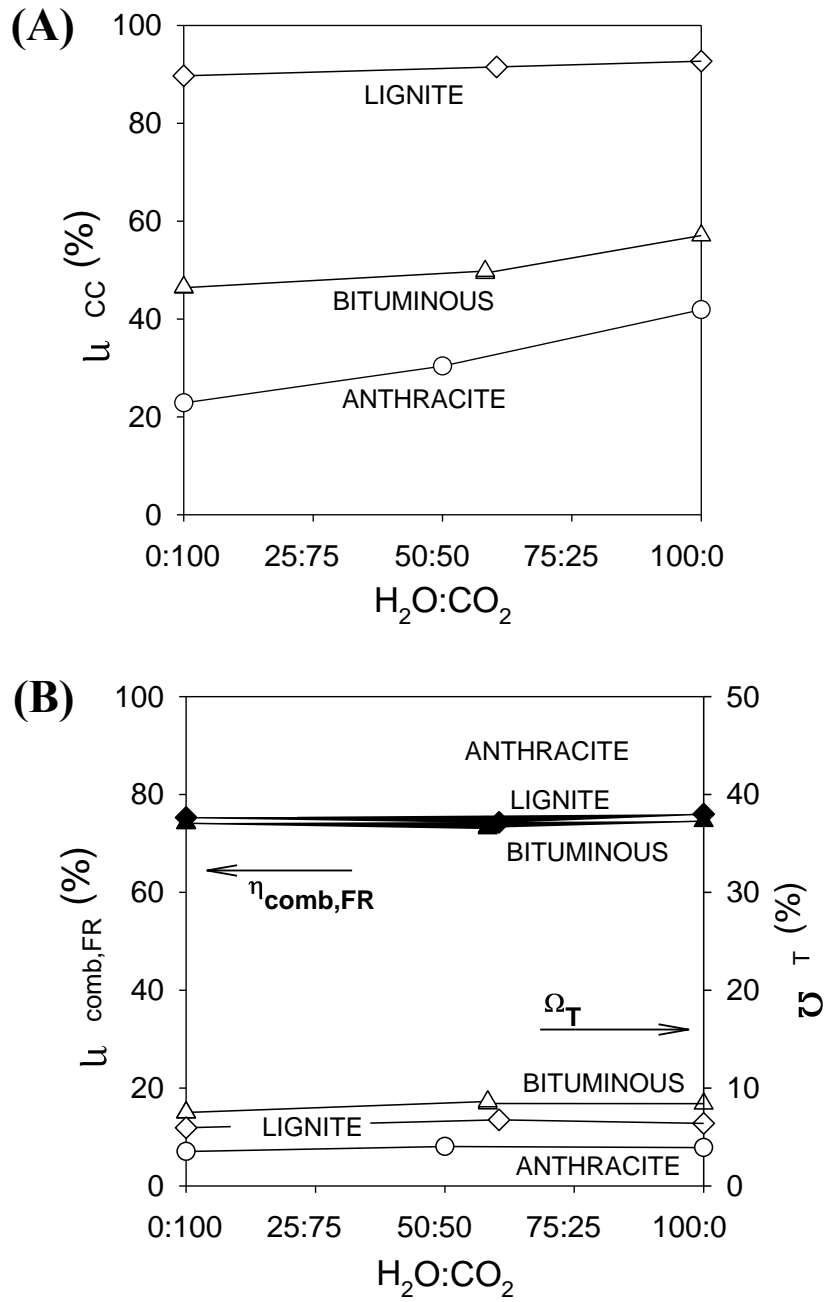 (A)
100
80
60
40
20
0
LIGNITE
BITUMINOUS
ANTHRACITE
CC (%)
0:100 25:75 50:50 75:25 100:0
H₂O:CO₂
(B)
100
80
60
40
20
0
50
40
30
20
10
0
ANTHRACITE
LIGNITE
BITUMINOUS
η comb,FR
Ω T
BITUMINOUS
LIGNITE
ANTHRACITE
comb,FR (%)
Ω T (%)
0:100 25:75 50:50 75:25 100:0
H₂O:CO₂